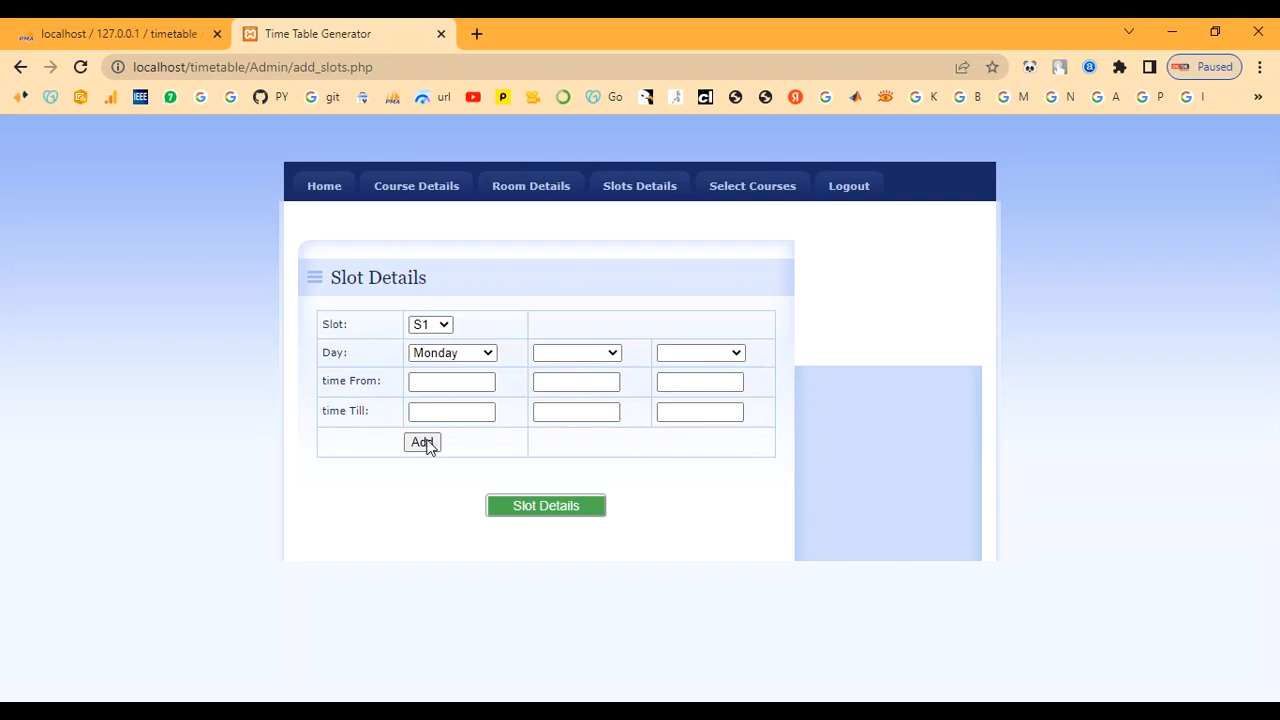 localhost / 127.0.0.1 / timetable
Time Table Generator
localhost/timetable/Admin/add_slots.php
Paused
IEEE
PY
git
url
Go
K
B
M
N
A
P
I
Home
Course Details
Room Details
Slots Details
Select Courses
Logout
Slot Details
Slot:
S1
Day:
Monday
time From:
time Till:
Add
Slot Details